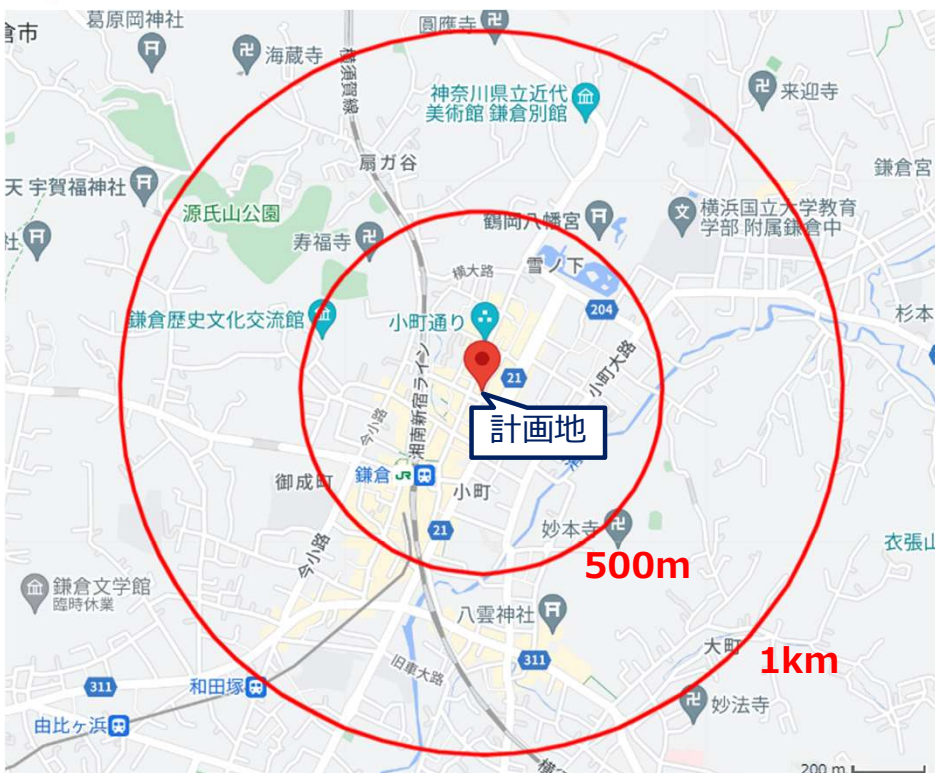 倉市
葛原岡神社
海蔵寺
圓應寺
横須賀線
神奈川県立近代
美術館 鎌倉別館
来迎寺
扇ガ谷
鎌倉宮
天 宇賀福神社
源氏山公園
寿福寺
鶴岡八幡宮
横浜国立大学教育
学部 附属鎌倉中
社
横大路
雪ノ下
鎌倉歴史文化交流館
小町通り
204
杉本
湘南新宿ライン
21
小町大路
今小路
計画地
御成町
鎌倉 JR
小町
21
妙本寺
衣張山
500m
今小路
鎌倉文学館
臨時休業
八雲神社
大町
1km
旧車大路
311
311
和田塚
妙法寺
由比ヶ浜
200 m